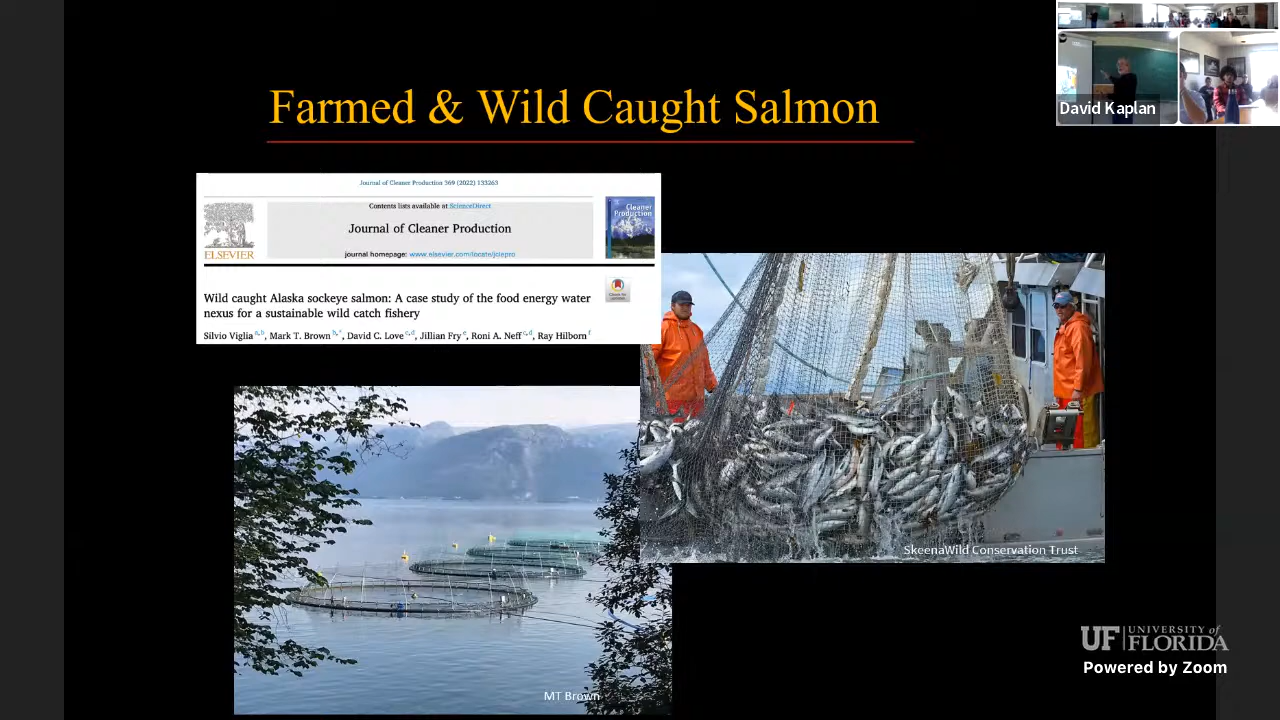 Farmed & Wild Caught Salmon
David Kaplan
Journal of Cleaner Production 369 (2022) 133263
Contents lists available at ScienceDirect
Journal of Cleaner Production
journal homepage: www.elsevier.com/locate/jclepro
ELSEVIER
Cleaner
Production
Check for
updates
Wild caught Alaska sockeye salmon: A case study of the food energy water
nexus for a sustainable wild catch fishery
Silvio Viglia a,b, Mark T. Brown b,*, David C. Love c,d, Jillian Fry e, Roni A. Neff c,d, Ray Hilborn f
SkeenaWild Conservation Trust
MT Brown
UF UNIVERSITY of
FLORIDA
Powered by Zoom